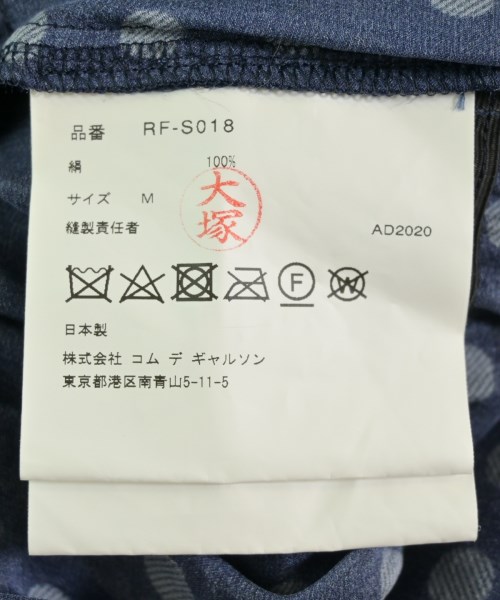 品番 RF-S018
絹 100%
サイズ M
大塚
縫製責任者 AD2020
F
W
日本製
株式会社 コム デ ギャルソン
東京都港区南青山5-11-5